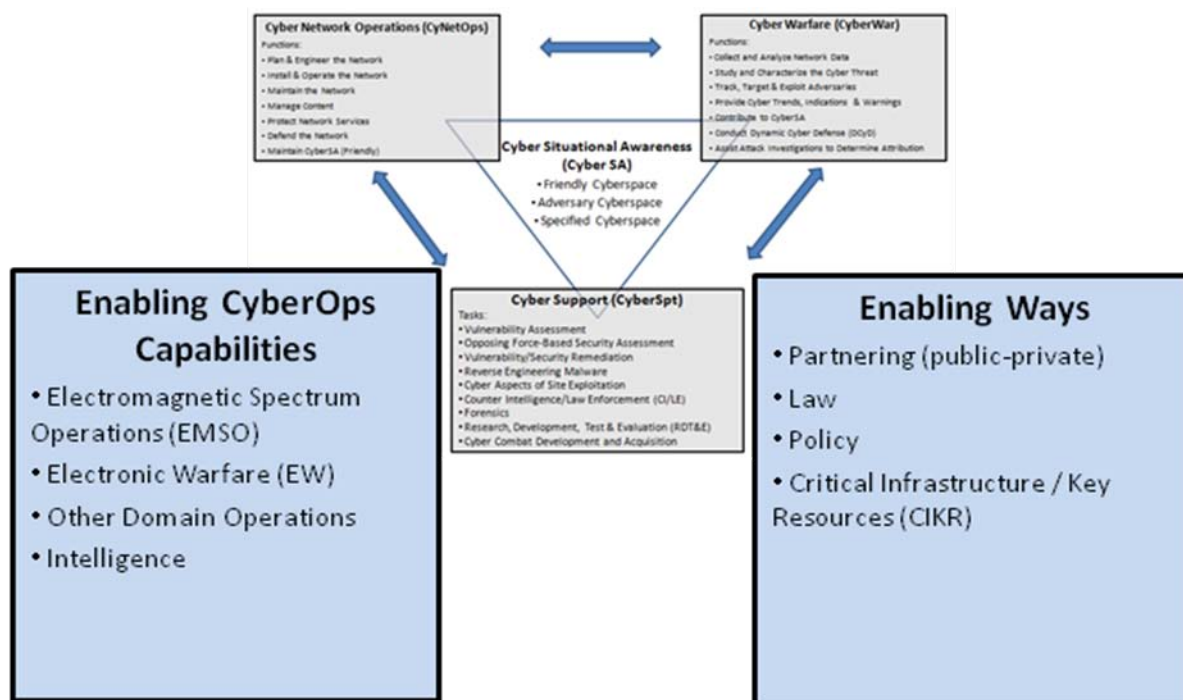 Cyber Network Operations (CyNetOps)
Functions:
• Plan & Engineer the Network
• Install & Operate the Network
• Maintain the Network
• Manage Content
• Protect Network Services
• Defend the Network
• Maintain CyberSA (Friendly)
Cyber Warfare (CyberWar)
Functions:
• Collect and Analyze Network Data
• Study and Characterize the Cyber Threat
• Track, Target & Exploit Adversaries
• Provide Cyber Trends, Indications & Warnings
• Contribute to CyberSA
• Conduct Dynamic Cyber Defense (DCyD)
• Assist Attack Investigations to Determine Attribution
Cyber Situational Awareness
(Cyber SA)
• Friendly Cyberspace
• Adversary Cyberspace
• Specified Cyberspace
Enabling CyberOps
Capabilities
• Electromagnetic Spectrum
Operations (EMSO)
• Electronic Warfare (EW)
• Other Domain Operations
• Intelligence
Cyber Support (CyberSpt)
Tasks:
• Vulnerability Assessment
• Opposing Force-Based Security Assessment
• Vulnerability/Security Remediation
• Reverse Engineering Malware
• Cyber Aspects of Site Exploitation
• Counter Intelligence/Law Enforcement (CI/LE)
• Forensics
• Research, Development, Test & Evaluation (RDT&E)
• Cyber Combat Development and Acquisition
Enabling Ways
• Partnering (public-private)
• Law
• Policy
• Critical Infrastructure / Key
Resources (CIKR)